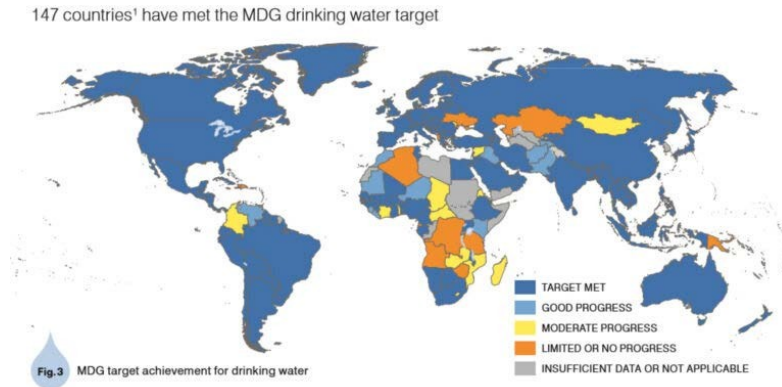 147 countries¹ have met the MDG drinking water target
TARGET MET
GOOD PROGRESS
MODERATE PROGRESS
LIMITED OR NO PROGRESS
INSUFFICIENT DATA OR NOT APPLICABLE
Fig.3 MDG target achievement for drinking water